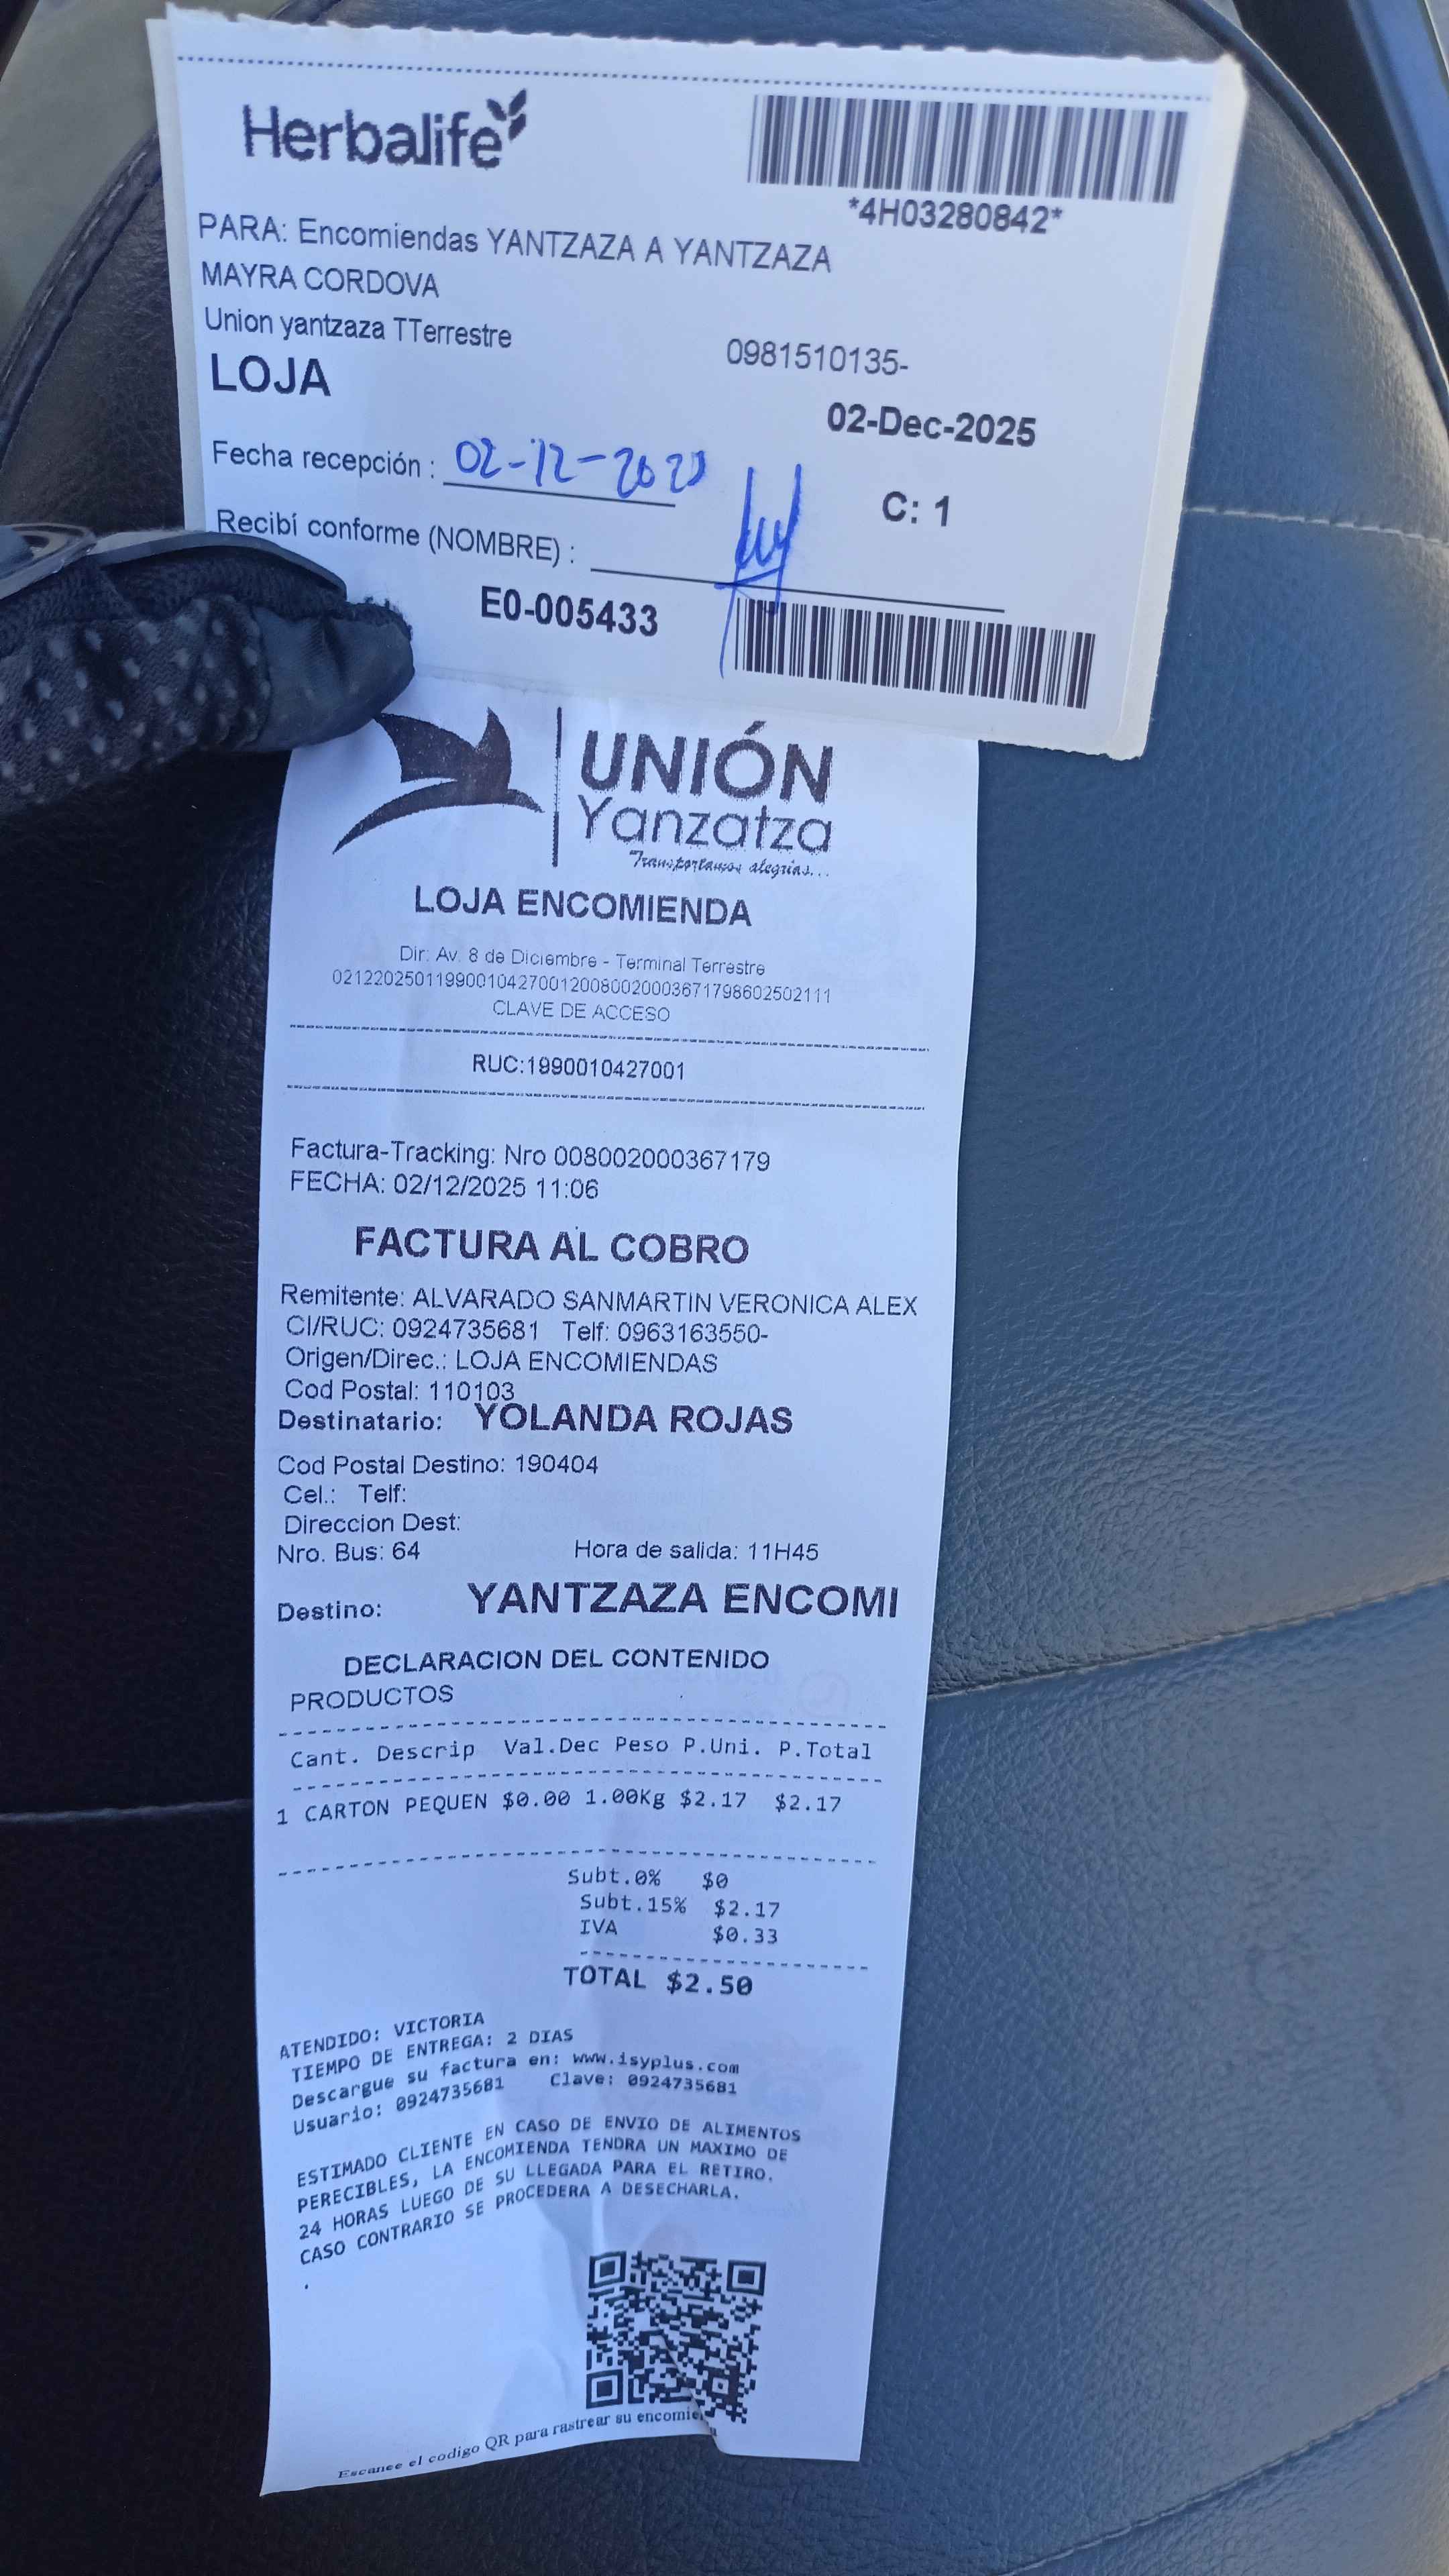 Herbalife
*4H03280842*
PARA: Encomiendas YANTZAZA A YANTZAZA
MAYRA CORDOVA
Union yantzaza TTerrestre
0981510135-
LOJA
02-Dec-2025
Fecha recepción : 02-12-2025
C: 1
Recibí conforme (NOMBRE) :
E0-005433
UNIÓN
Yanzatza
Transportamos alegrías...
LOJA ENCOMIENDA
Dir: Av. 8 de Diciembre - Terminal Terrestre
0212202501199001042700120080020003671798602502111
CLAVE DE ACCESO
RUC:1990010427001
Factura-Tracking: Nro 008002000367179
FECHA: 02/12/2025 11:06
FACTURA AL COBRO
Remitente: ALVARADO SANMARTIN VERONICA ALEX
CI/RUC: 0924735681 Telf: 0963163550-
Origen/Direc.: LOJA ENCOMIENDAS
Cod Postal: 110103
Destinatario: YOLANDA ROJAS
Cod Postal Destino: 190404
Cel.: Telf:
Direccion Dest:
Nro. Bus: 64 Hora de salida: 11H45
Destino: YANTZAZA ENCOMI
DECLARACION DEL CONTENIDO
PRODUCTOS
Cant. Descrip Val.Dec Peso P.Uni. P.Total
1 CARTON PEQUEN $0.00 1.00Kg $2.17 $2.17
Subt.0% $0
Subt.15% $2.17
IVA $0.33
TOTAL $2.50
ATENDIDO: VICTORIA
TIEMPO DE ENTREGA: 2 DIAS
Descargue su factura en: www.isyplus.com
Usuario: 0924735681 Clave: 0924735681
ESTIMADO CLIENTE EN CASO DE ENVIO DE ALIMENTOS
PERECIBLES, LA ENCOMIENDA TENDRA UN MAXIMO DE
24 HORAS LUEGO DE SU LLEGADA PARA EL RETIRO,
CASO CONTRARIO SE PROCEDERA A DESECHARLA.
.
Escanee el codigo QR para rastrear su encomie